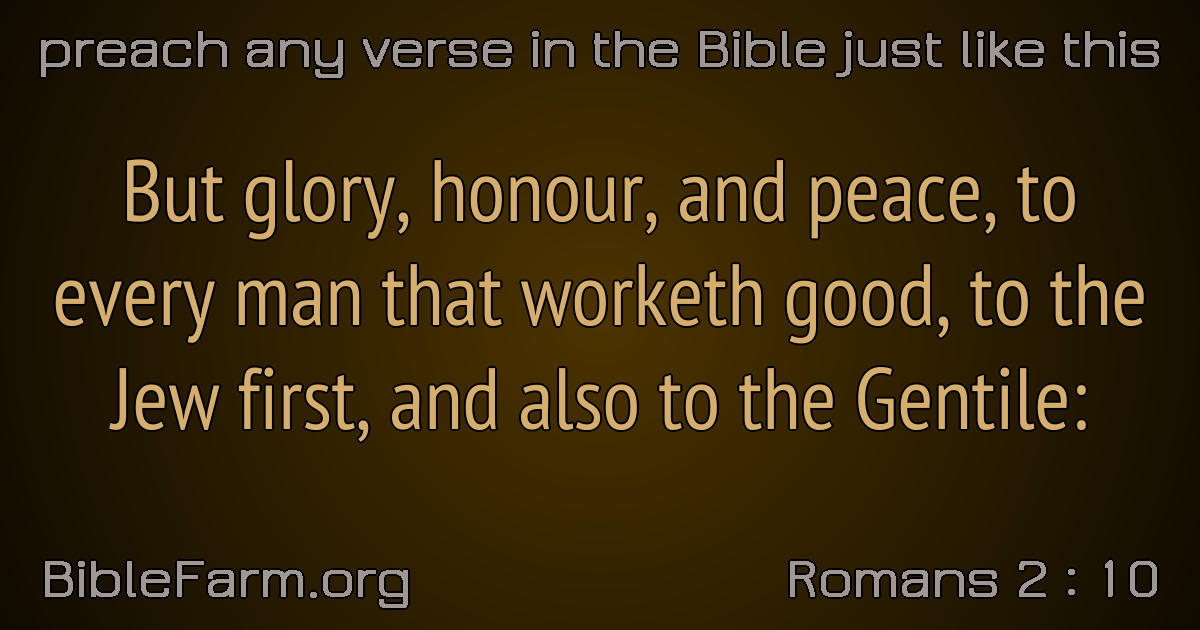 preach any verse in the Bible just like this
But glory, honour, and peace, to
every man that worketh good, to the
Jew first, and also to the Gentile:
BibleFarm.org
Romans 2 : 10